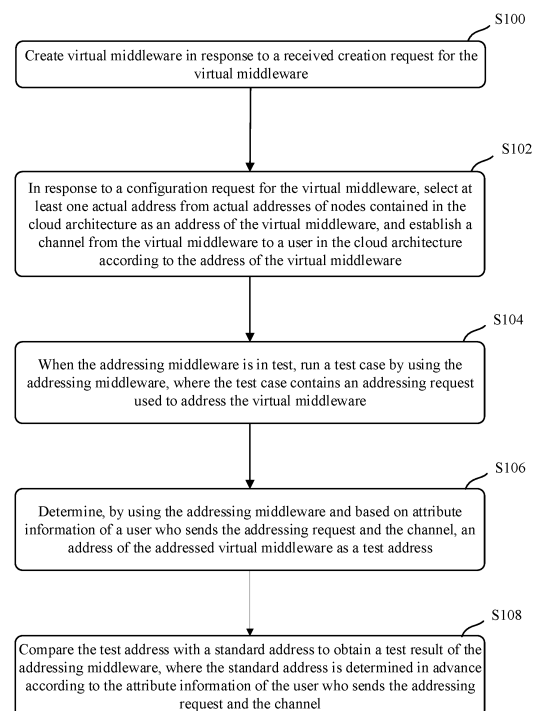 S100
Create virtual middleware in response to a received creation request for the
virtual middleware
S102
In response to a configuration request for the virtual middleware, select at
least one actual address from actual addresses of nodes contained in the
cloud architecture as an address of the virtual middleware, and establish a
channel from the virtual middleware to a user in the cloud architecture
according to the address of the virtual middleware
S104
When the addressing middleware is in test, run a test case by using the
addressing middleware, where the test case contains an addressing request
used to address the virtual middleware
S106
Determine, by using the addressing middleware and based on attribute
information of a user who sends the addressing request and the channel, an
address of the addressed virtual middleware as a test address
S108
Compare the test address with a standard address to obtain a test result of the
addressing middleware, where the standard address is determined in advance
according to the attribute information of the user who sends the addressing
request and the channel